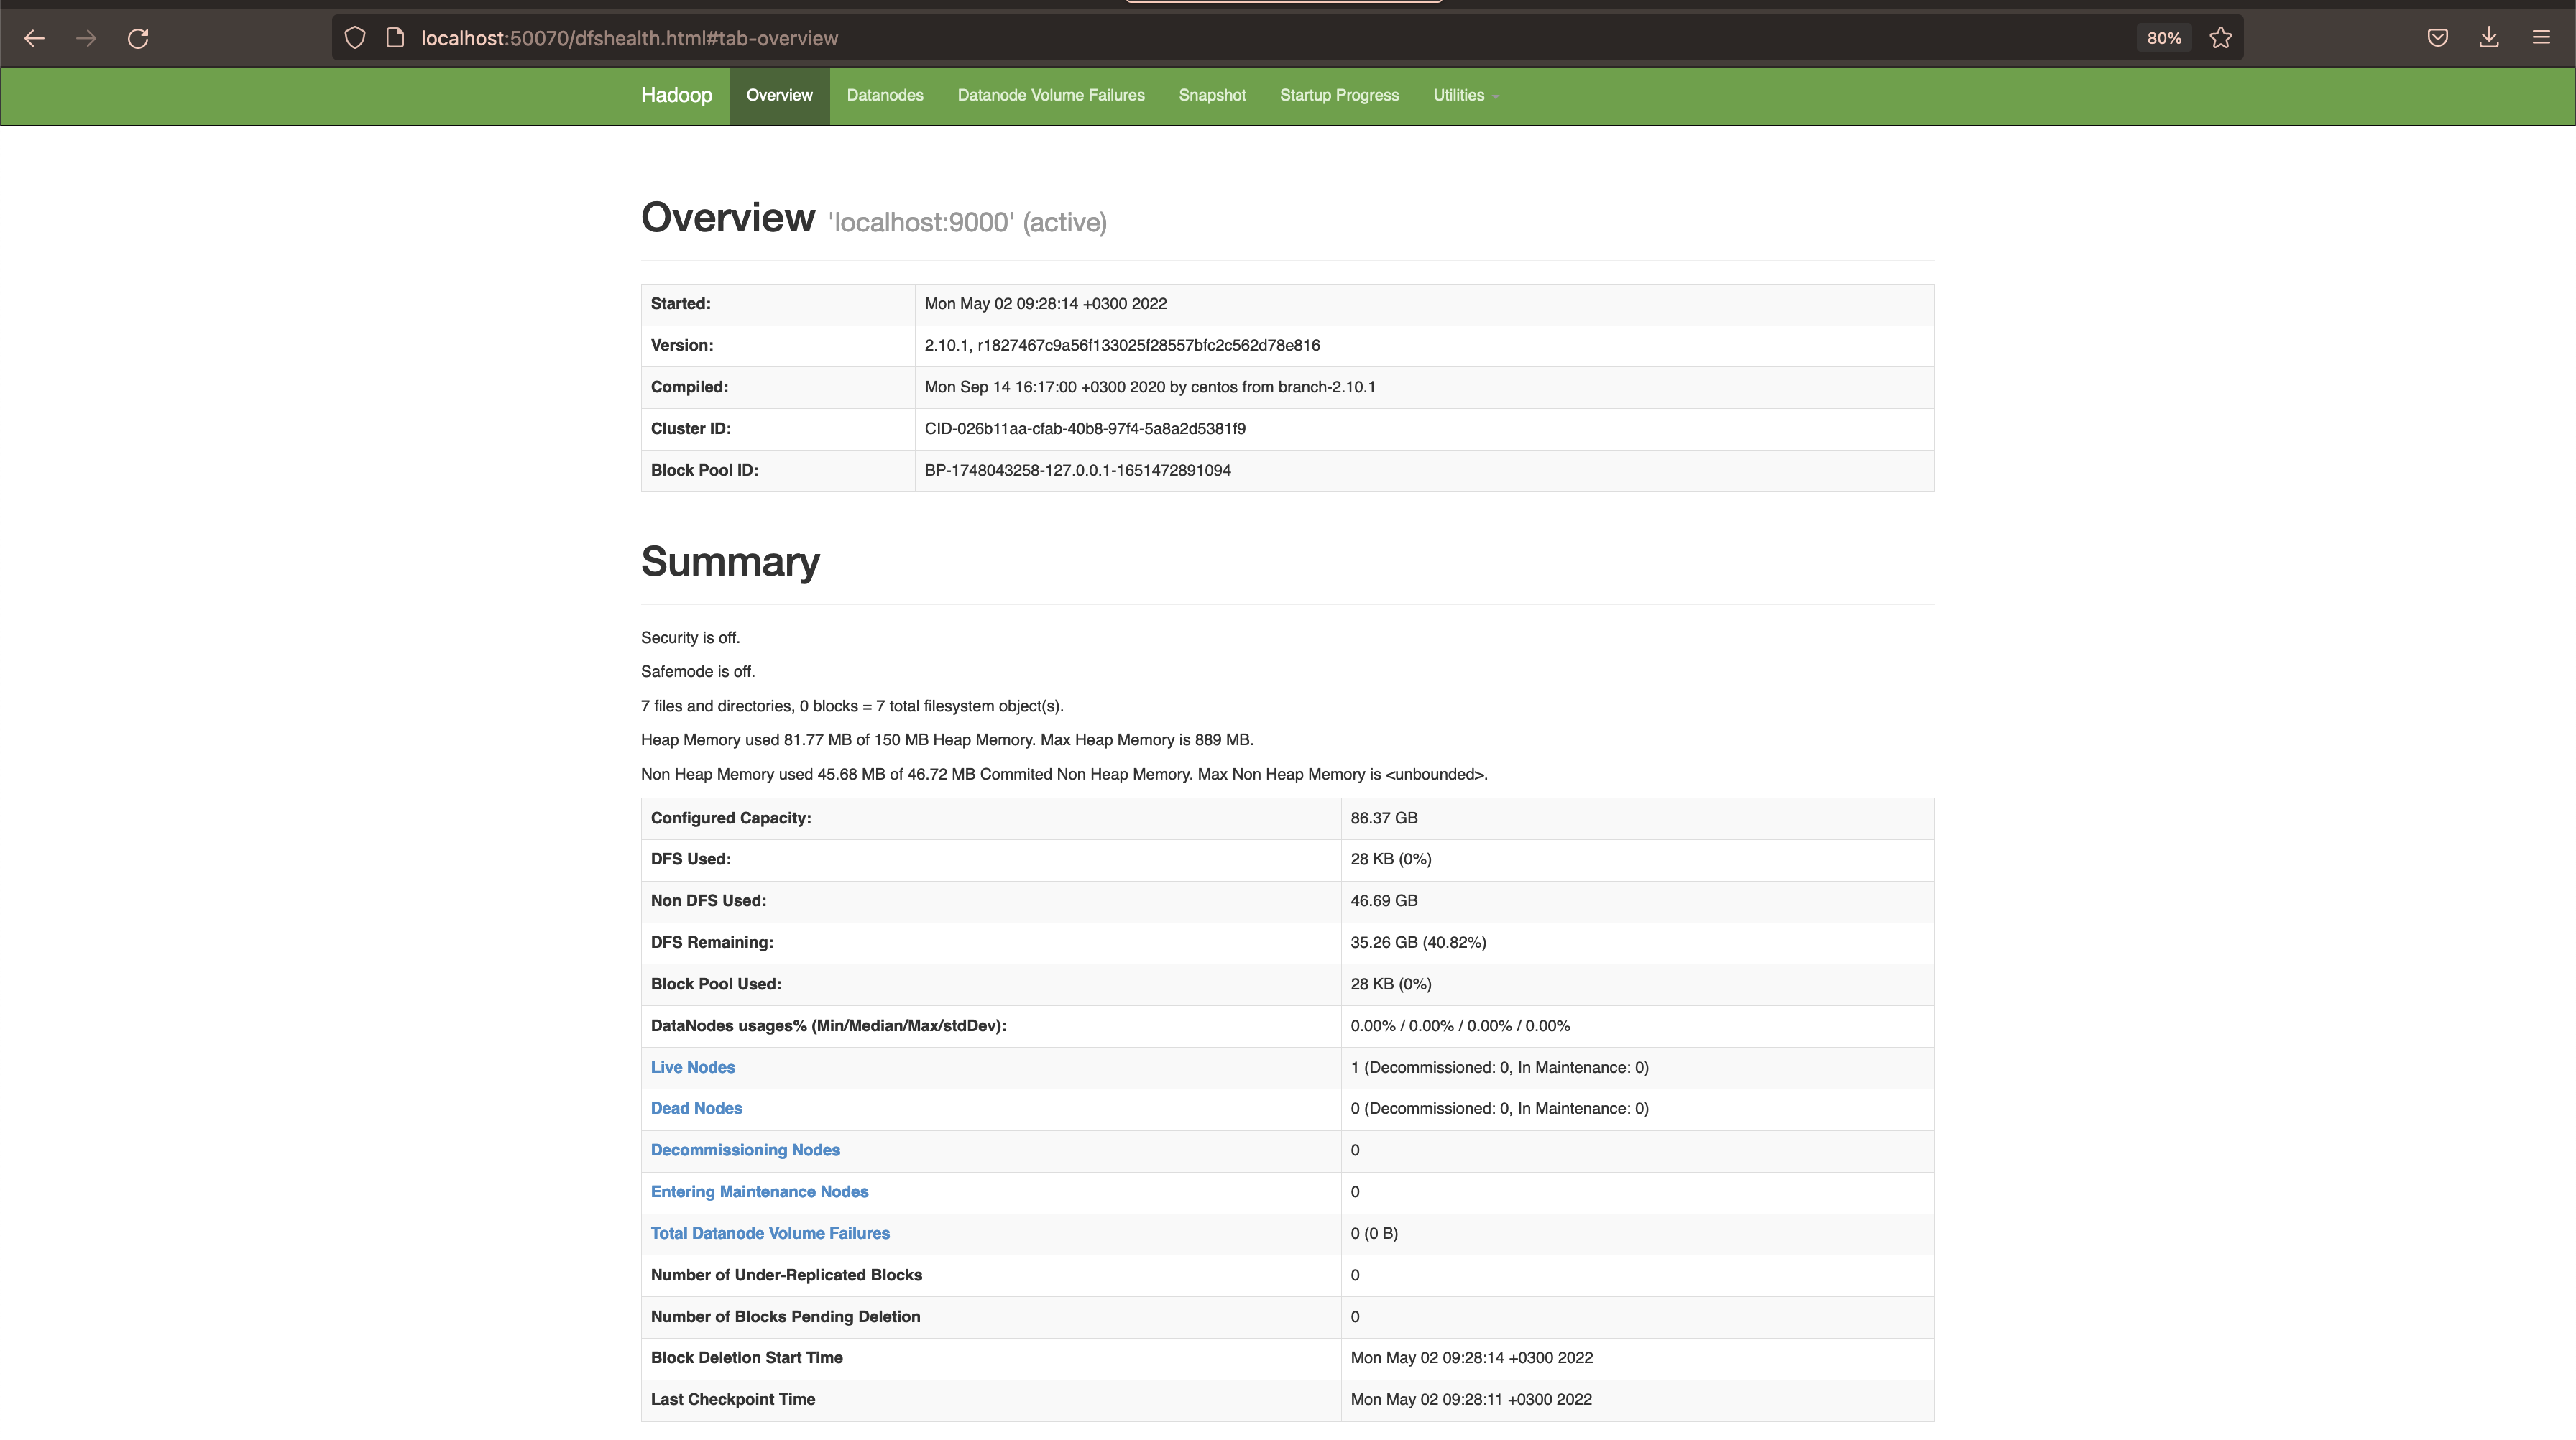 localhost:50070/dfshealth.html#tab-overview 80%
Hadoop Overview Datanodes Datanode Volume Failures Snapshot Startup Progress Utilities
Overview 'localhost:9000' (active)
Started: Mon May 02 09:28:14 +0300 2022
Version: 2.10.1, r1827467c9a56f133025f28557bfc2c562d78e816
Compiled: Mon Sep 14 16:17:00 +0300 2020 by centos from branch-2.10.1
Cluster ID: CID-026b11aa-cfab-40b8-97f4-5a8a2d5381f9
Block Pool ID: BP-1748043258-127.0.0.1-1651472891094
Summary
Security is off.
Safemode is off.
7 files and directories, 0 blocks = 7 total filesystem object(s).
Heap Memory used 81.77 MB of 150 MB Heap Memory. Max Heap Memory is 889 MB.
Non Heap Memory used 45.68 MB of 46.72 MB Commited Non Heap Memory. Max Non Heap Memory is <unbounded>.
Configured Capacity: 86.37 GB
DFS Used: 28 KB (0%)
Non DFS Used: 46.69 GB
DFS Remaining: 35.26 GB (40.82%)
Block Pool Used: 28 KB (0%)
DataNodes usages% (Min/Median/Max/stdDev): 0.00% / 0.00% / 0.00% / 0.00%
Live Nodes 1 (Decommissioned: 0, In Maintenance: 0)
Dead Nodes 0 (Decommissioned: 0, In Maintenance: 0)
Decommissioning Nodes 0
Entering Maintenance Nodes 0
Total Datanode Volume Failures 0 (0 B)
Number of Under-Replicated Blocks 0
Number of Blocks Pending Deletion 0
Block Deletion Start Time Mon May 02 09:28:14 +0300 2022
Last Checkpoint Time Mon May 02 09:28:11 +0300 2022